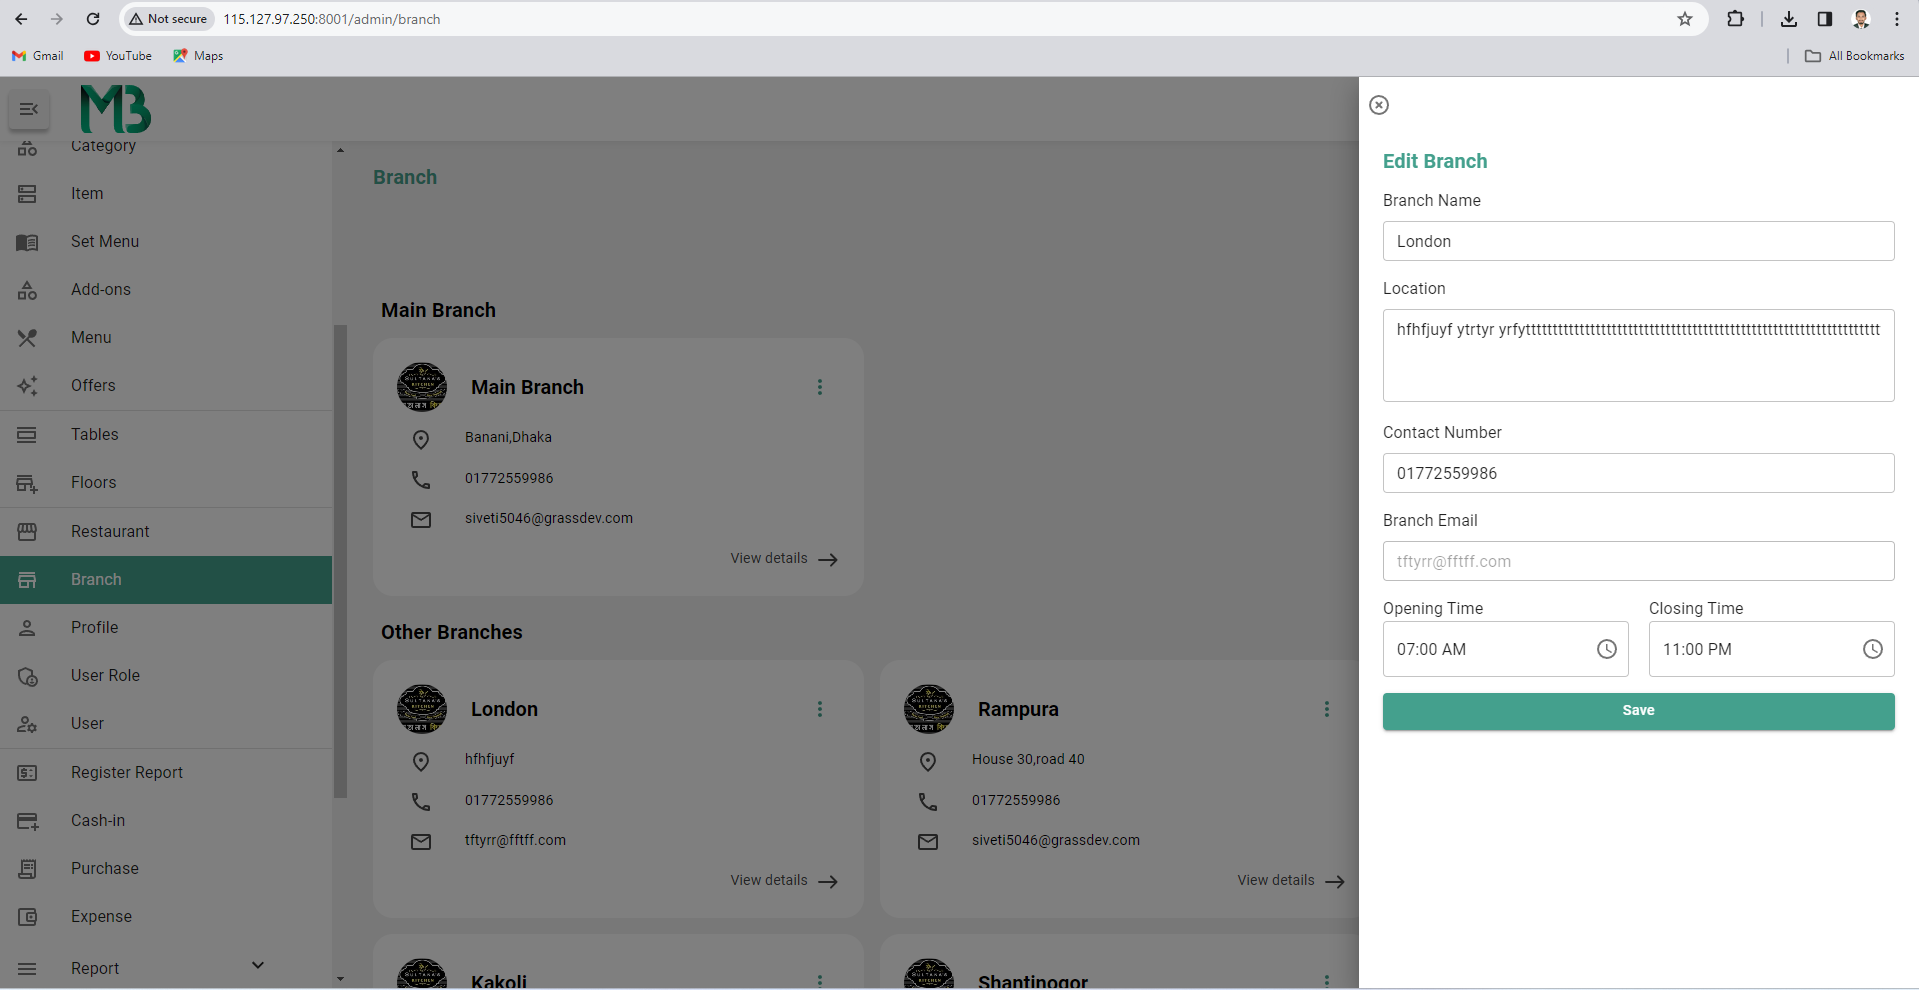 Not secure
115.127.97.250:8001/admin/branch
Gmail
YouTube
Maps
All Bookmarks
MB
Category
Item
Set Menu
Add-ons
Menu
Offers
Tables
Floors
Restaurant
Branch
Profile
User Role
User
Register Report
Cash-in
Purchase
Expense
Report
Branch
Main Branch
Main Branch
Banani,Dhaka
01772559986
siveti5046@grassdev.com
View details
Other Branches
London
hfhfjuyf
01772559986
tftyrr@fftff.com
View details
Rampura
House 30,road 40
01772559986
siveti5046@grassdev.com
View details
Kakoli
Shantinogor
Edit Branch
Branch Name
London
Location
Contact Number
01772559986
Branch Email
tftyrr@fftff.com
Opening Time
07:00 AM
Closing Time
11:00 PM
Save